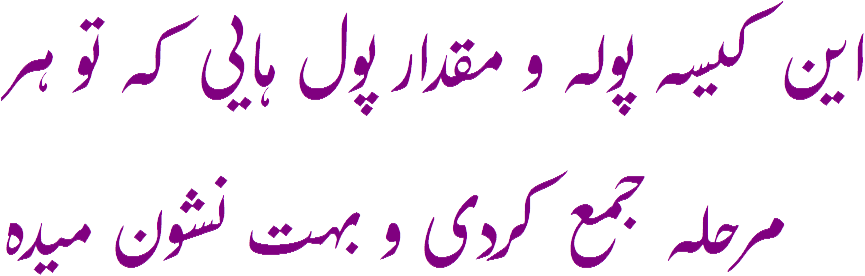 این کیسه پوله و مقدار پول هایی که تو هر
مرحله جمع کردی و بهت نشون میده